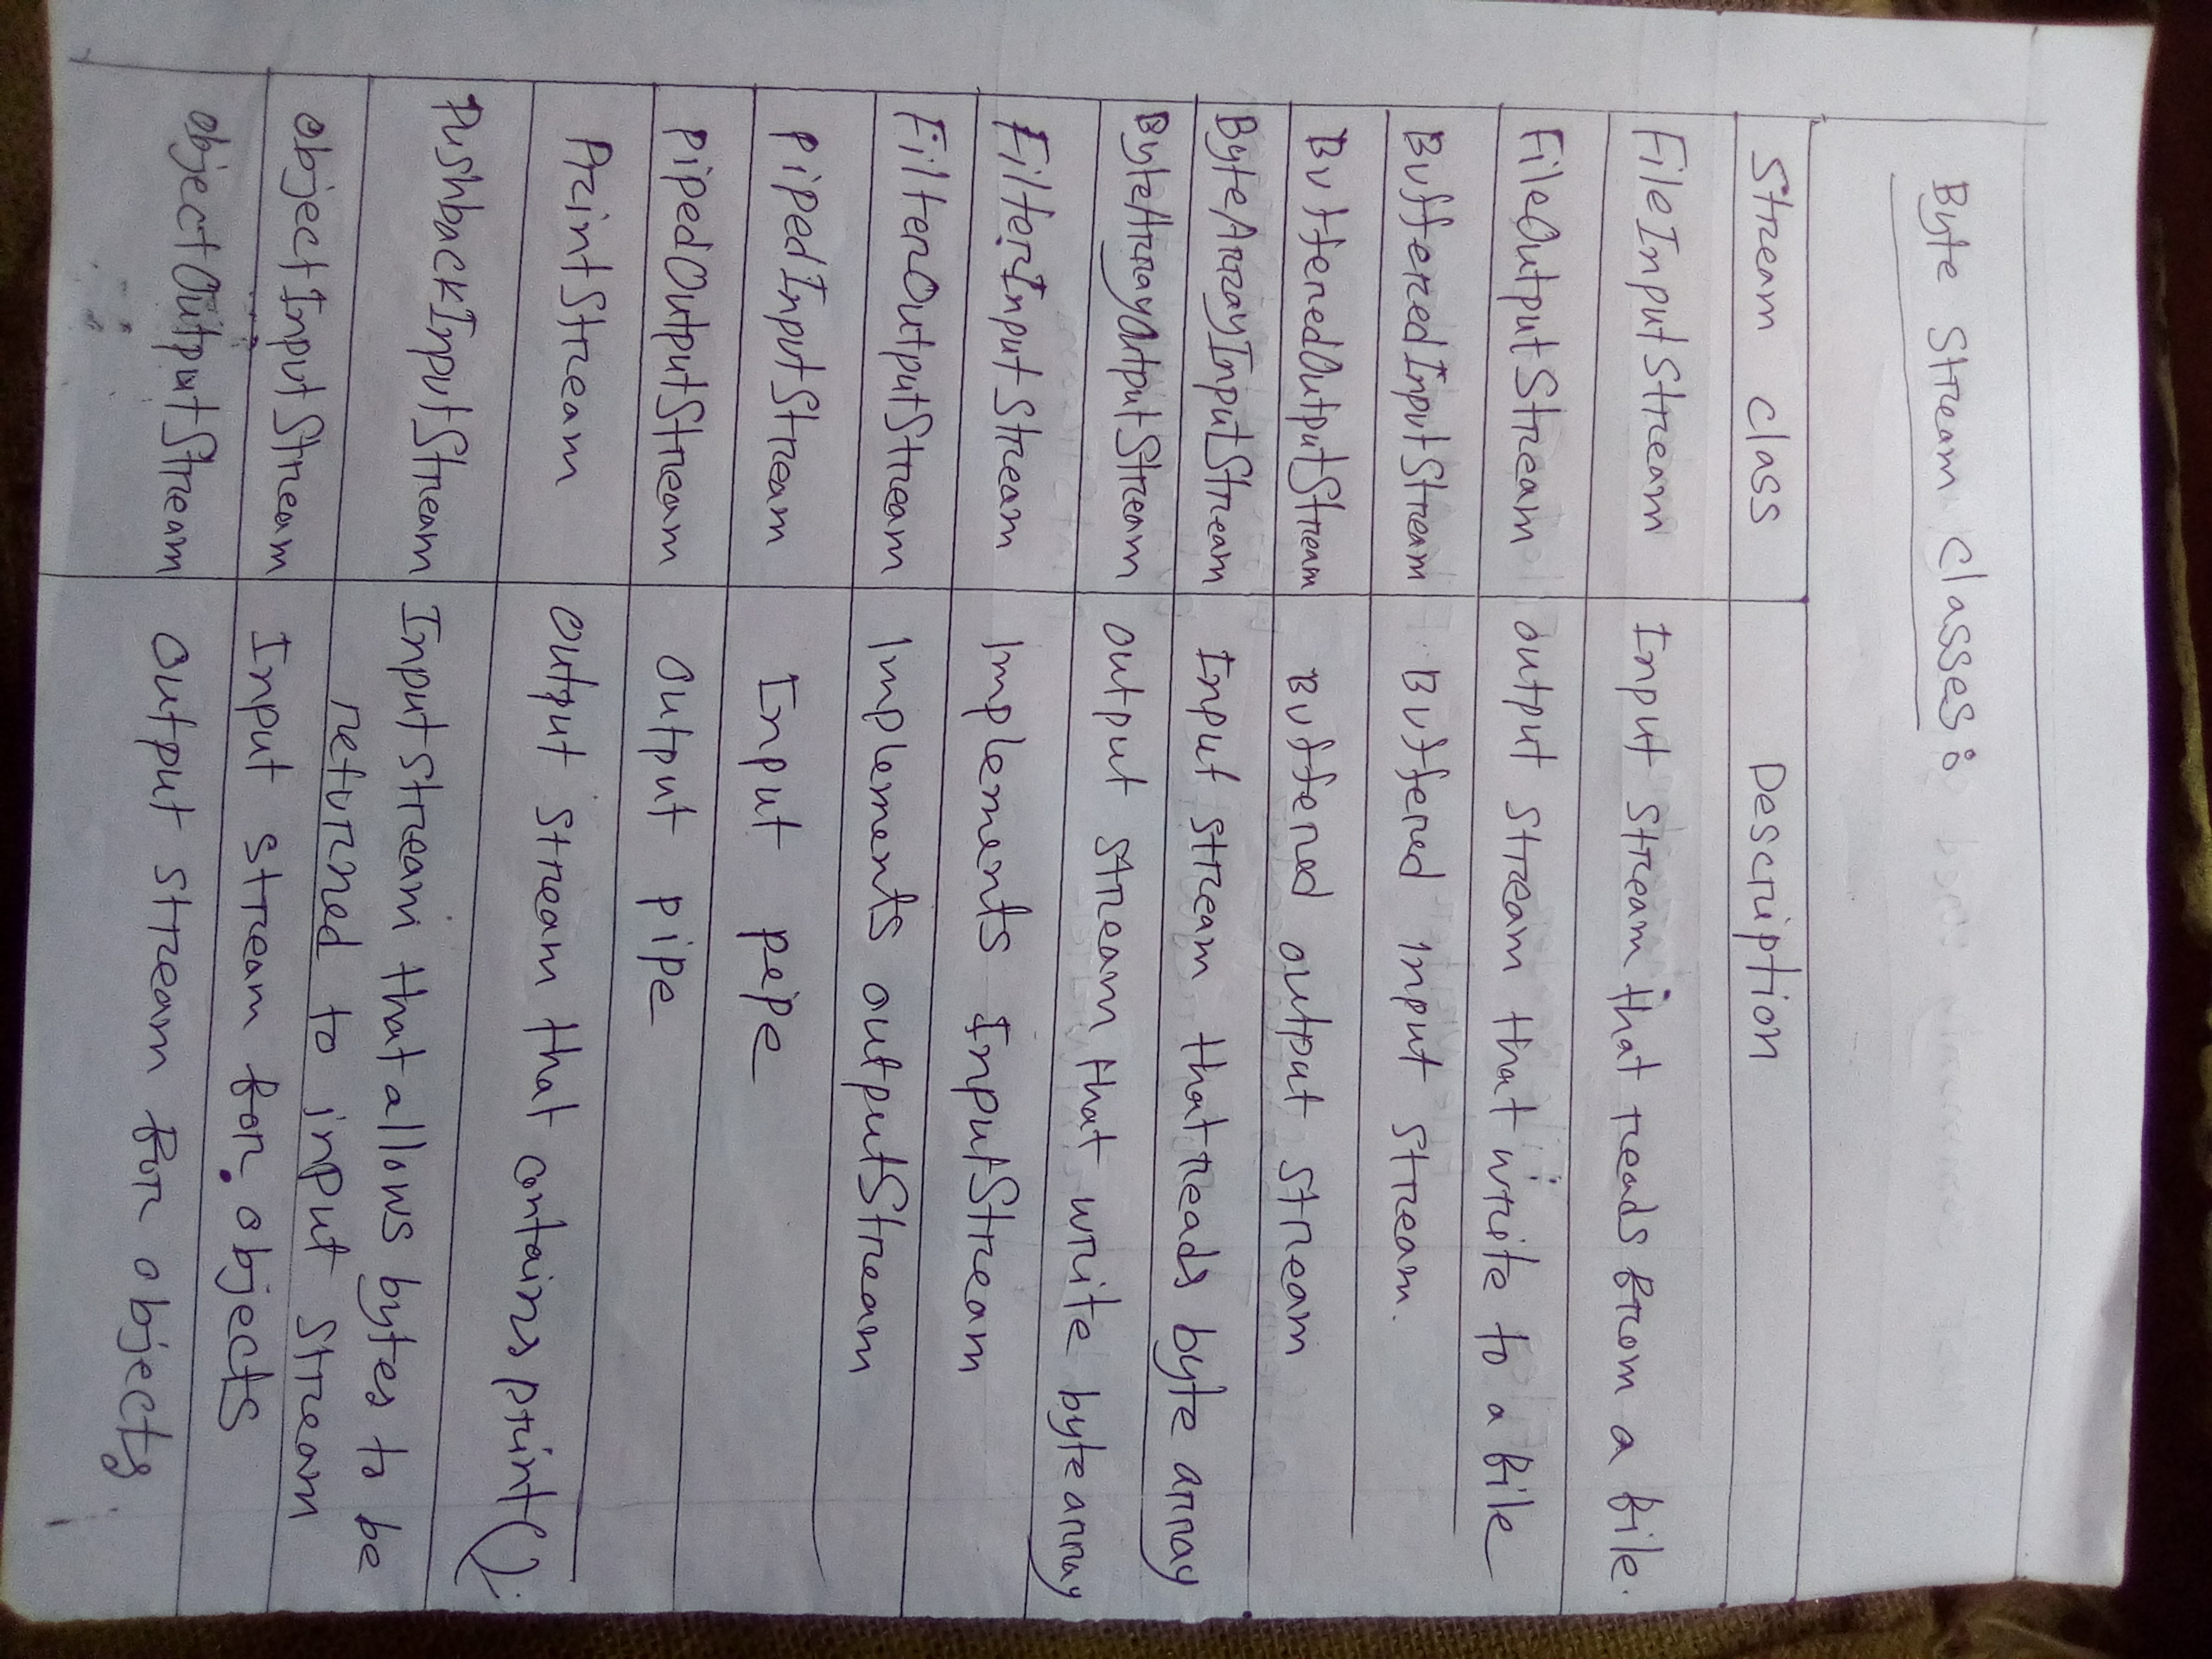 Byte Stream Classes:
Stream class Description
FileInputStream Input stream that reads from a file.
FileOutputStream output stream that write to a file
BufferedInputStream Buffered input stream.
BufferedOutputStream Buffered output stream
ByteArrayInputStream Input stream that reads byte array
ByteArrayOutputStream output stream that write byte array
FilterInputStream Implements InputStream
FilterOutputStream Implements outputStream
pipedInputStream Input pipe
pipedOutputStream Output pipe
PrintStream Output stream that contains print().
PushbackInputStream Input stream that allows bytes to be
returned to input stream
objectInputStream Input stream for objects
objectOutputStream Output stream for objects.